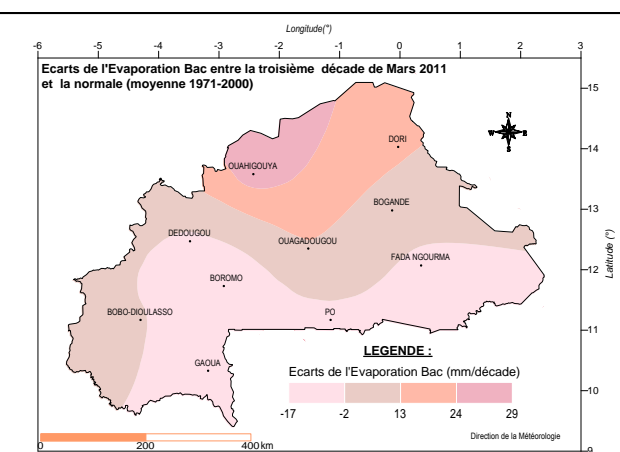 Longitude(°)
-6 -5 -4 -3 -2 -1 0 1 2 3
Ecarts de l'Evaporation Bac entre la troisième décade de Mars 2011
et la normale (moyenne 1971-2000)
-15
N
W E
S
-14
DORI
OUAHIGOUYA
BOGANDE
-13
DEDOUGOU
OUAGADOUGOU
FADA NGOURMA
Latitude (°)
-12
BOROMO
BOBO-DIOULASSO
PO
-11
LEGENDE :
GAOUA
Ecarts de l'Evaporation Bac (mm/décade)
-10
-17 -2 13 24 29
Direction de la Météorologie
0 200 400 km
-9